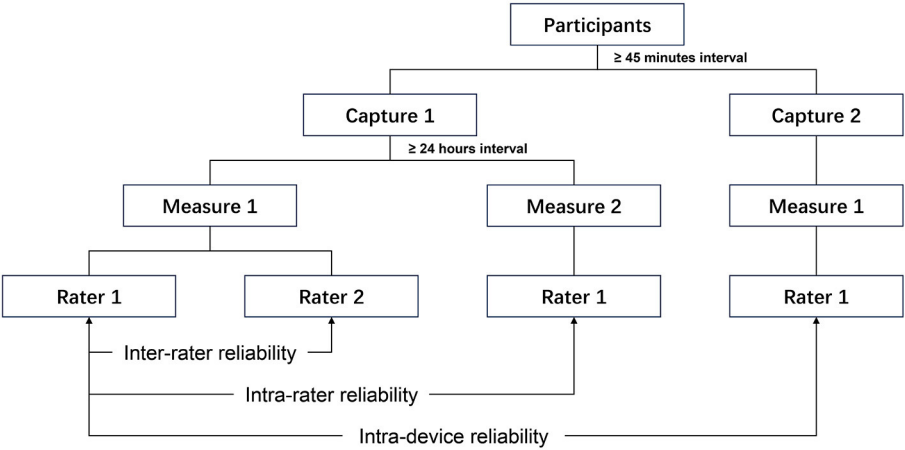 Participants
≥ 45 minutes interval
Capture 1
Capture 2
≥ 24 hours interval
Measure 1
Measure 2
Measure 1
Rater 1
Rater 2
Rater 1
Rater 1
Inter-rater reliability
Intra-rater reliability
Intra-device reliability